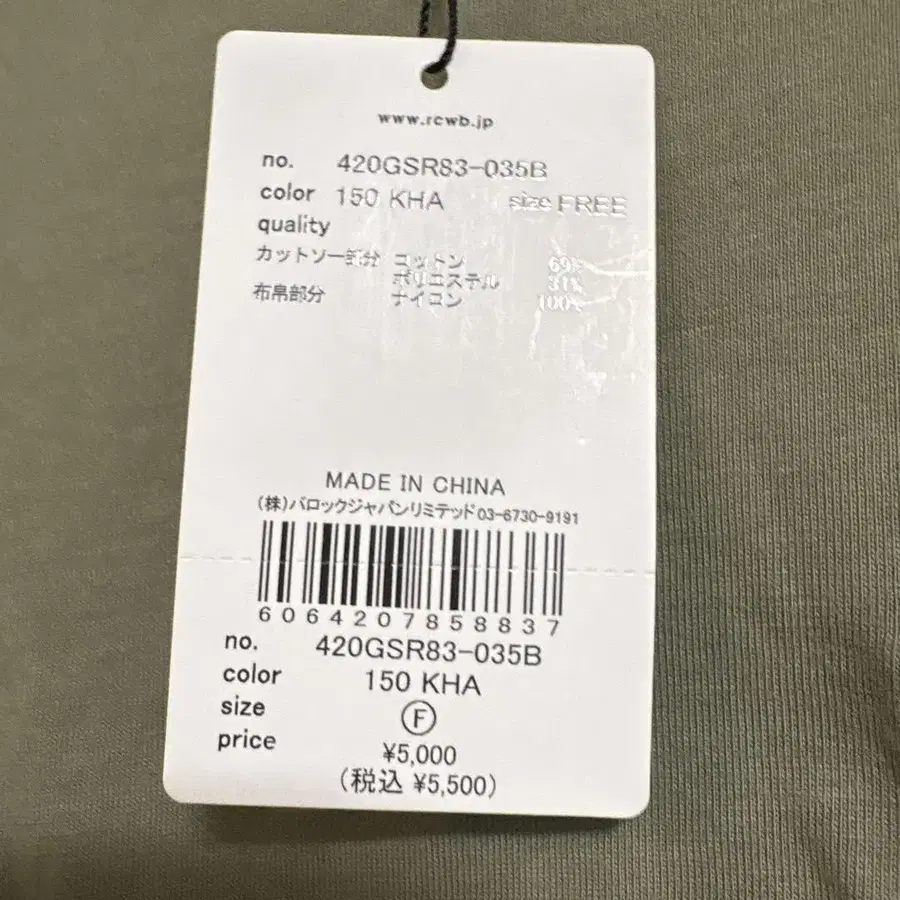 www.rcwb.jp
no. 420GSR83-035B
color 150 KHA size FREE
quality
カットソー部分 コットン 69%
ポリエステル 31%
布帛部分 ナイロン 100%
MADE IN CHINA
(株)バロックジャパンリミテッド03-6730-9191
6064207858837
no. 420GSR83-035B
color 150 KHA
size Ⓕ
price ¥5,000
(税込 ¥5,500)